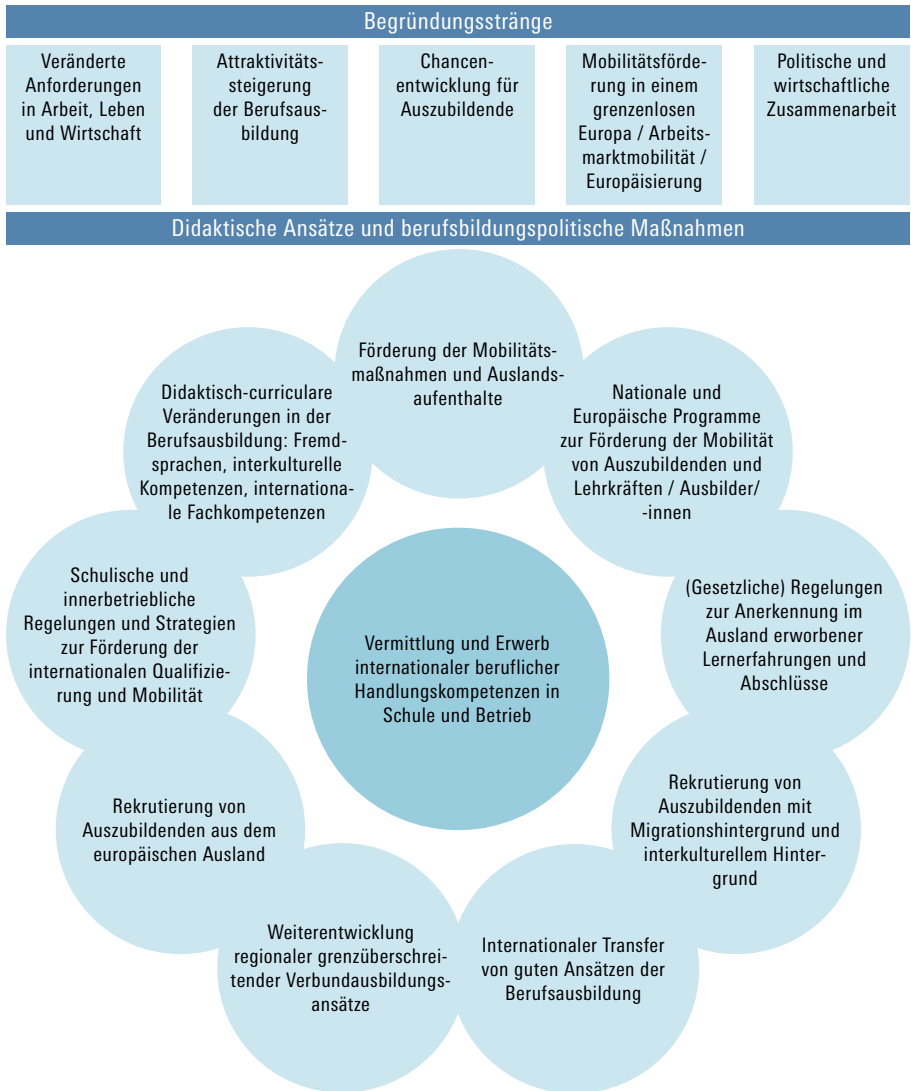 Begründungsstränge
Veränderte
Anforderungen
in Arbeit, Leben
und Wirtschaft
Attraktivitäts-
steigerung
der Berufsaus-
bildung
Chancen-
entwicklung für
Auszubildende
Mobilitätsförde-
rung in einem
grenzenlosen
Europa / Arbeits-
marktmobilität /
Europäisierung
Politische und
wirtschaftliche
Zusammenarbeit
Didaktische Ansätze und berufsbildungspolitische Maßnahmen
Förderung der Mobilitäts-
maßnahmen und Auslands-
aufenthalte
Nationale und
Europäische Programme
zur Förderung der Mobilität
von Auszubildenden und
Lehrkräften / Ausbilder/
-innen
(Gesetzliche) Regelungen
zur Anerkennung im
Ausland erworbener
Lernerfahrungen und
Abschlüsse
Rekrutierung von
Auszubildenden mit
Migrationshintergrund und
interkulturellem Hinter-
grund
Internationaler Transfer
von guten Ansätzen der
Berufsausbildung
Weiterentwicklung
regionaler grenzüberschrei-
tender Verbundausbildungs-
ansätze
Rekrutierung von
Auszubildenden aus dem
europäischen Ausland
Schulische und
innerbetriebliche
Regelungen und Strategien
zur Förderung der
internationalen Qualifizie-
rung und Mobilität
Didaktisch-curriculare
Veränderungen in der
Berufsausbildung: Fremd-
sprachen, interkulturelle
Kompetenzen, internationa-
le Fachkompetenzen
Vermittlung und Erwerb
internationaler beruflicher
Handlungskompetenzen in
Schule und Betrieb